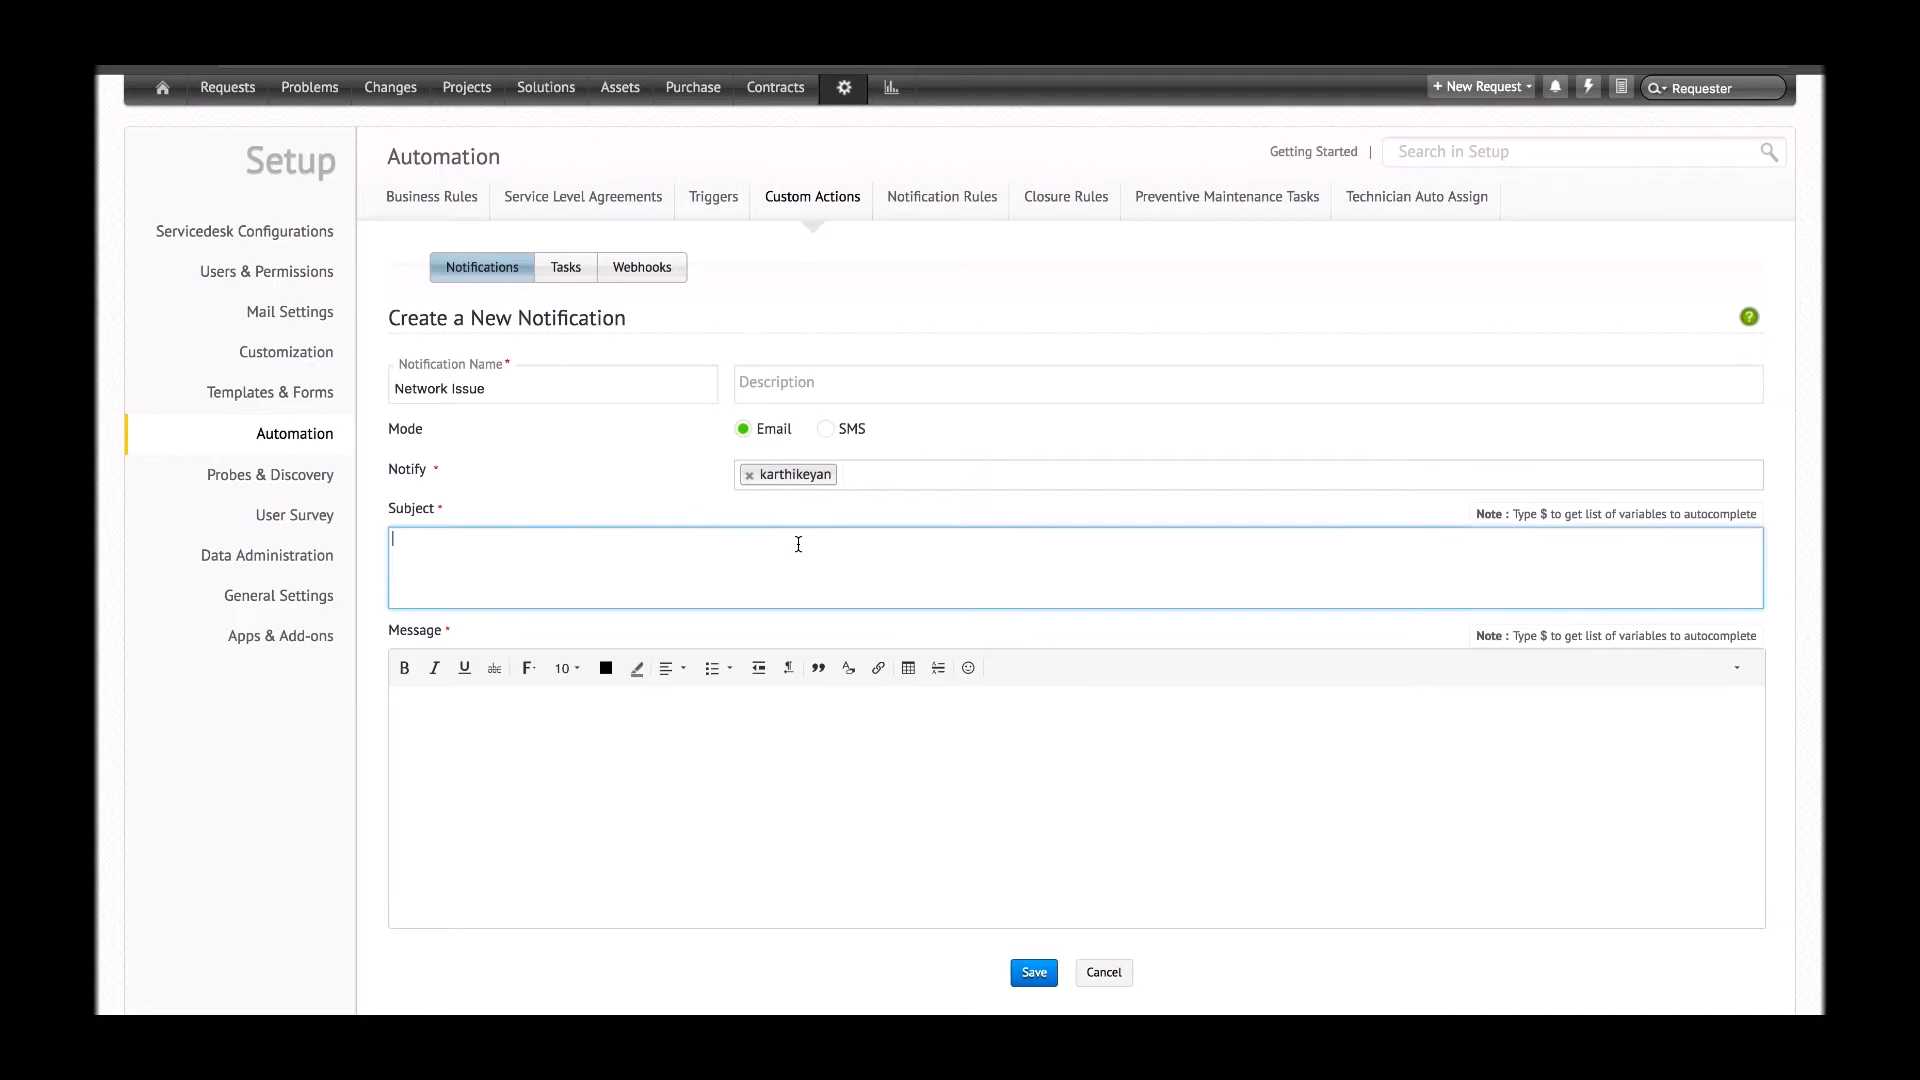 Requests Problems Changes Projects Solutions Assets Purchase Contracts + New Request Requester
Setup
Servicedesk Configurations
Users & Permissions
Mail Settings
Customization
Templates & Forms
Automation
Probes & Discovery
User Survey
Data Administration
General Settings
Apps & Add-ons
Automation
Getting Started | Search in Setup
Business Rules Service Level Agreements Triggers Custom Actions Notification Rules Closure Rules Preventive Maintenance Tasks Technician Auto Assign
Notifications Tasks Webhooks
Create a New Notification ?
Notification Name *
Network Issue Description
Mode Email SMS
Notify * × karthikeyan
Subject *
Note : Type $ to get list of variables to autocomplete
Message *
Note : Type $ to get list of variables to autocomplete
B I U abc F 10
Save Cancel